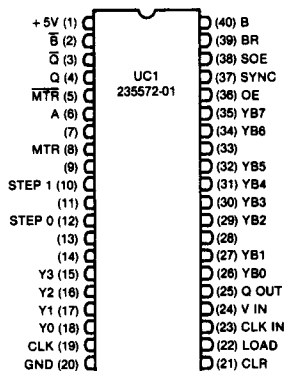 + 5V (1)
B̅ (2)
Q̅ (3)
Q (4)
M̅T̅R̅ (5)
A (6)
(7)
MTR (8)
(9)
STEP 1 (10)
(11)
STEP 0 (12)
(13)
(14)
Y3 (15)
Y2 (16)
Y1 (17)
Y0 (18)
CLK (19)
GND (20)
UC1
235572-01
(40) B
(39) BR
(38) SOE
(37) SYNC
(36) OE
(35) YB7
(34) YB6
(33)
(32) YB5
(31) YB4
(30) YB3
(29) YB2
(28)
(27) YB1
(26) YB0
(25) Q OUT
(24) V IN
(23) CLK IN
(22) LOAD
(21) CLR